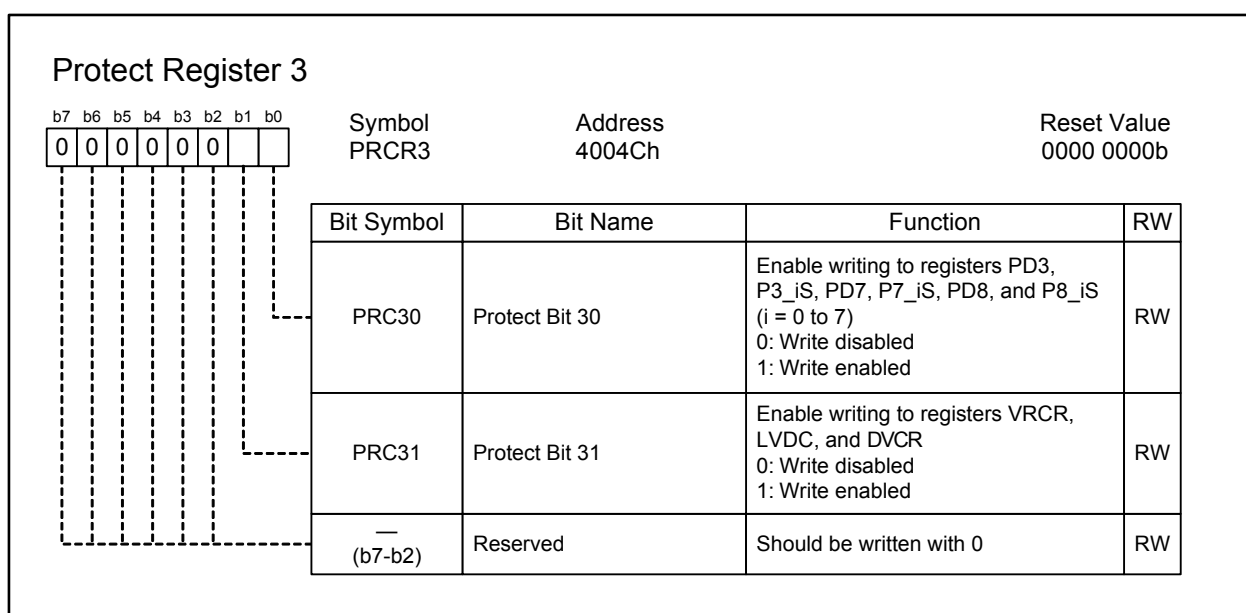 Protect Register 3
b7 b6 b5 b4 b3 b2 b1 b0
0 0 0 0 0 0
Symbol Address Reset Value
PRCR3 4004Ch 0000 0000b
Bit Symbol Bit Name Function RW
PRC30 Protect Bit 30 Enable writing to registers PD3,
P3_iS, PD7, P7_iS, PD8, and P8_iS
(i = 0 to 7)
0: Write disabled
1: Write enabled RW
PRC31 Protect Bit 31 Enable writing to registers VRCR,
LVDC, and DVCR
0: Write disabled
1: Write enabled RW
—
(b7-b2) Reserved Should be written with 0 RW